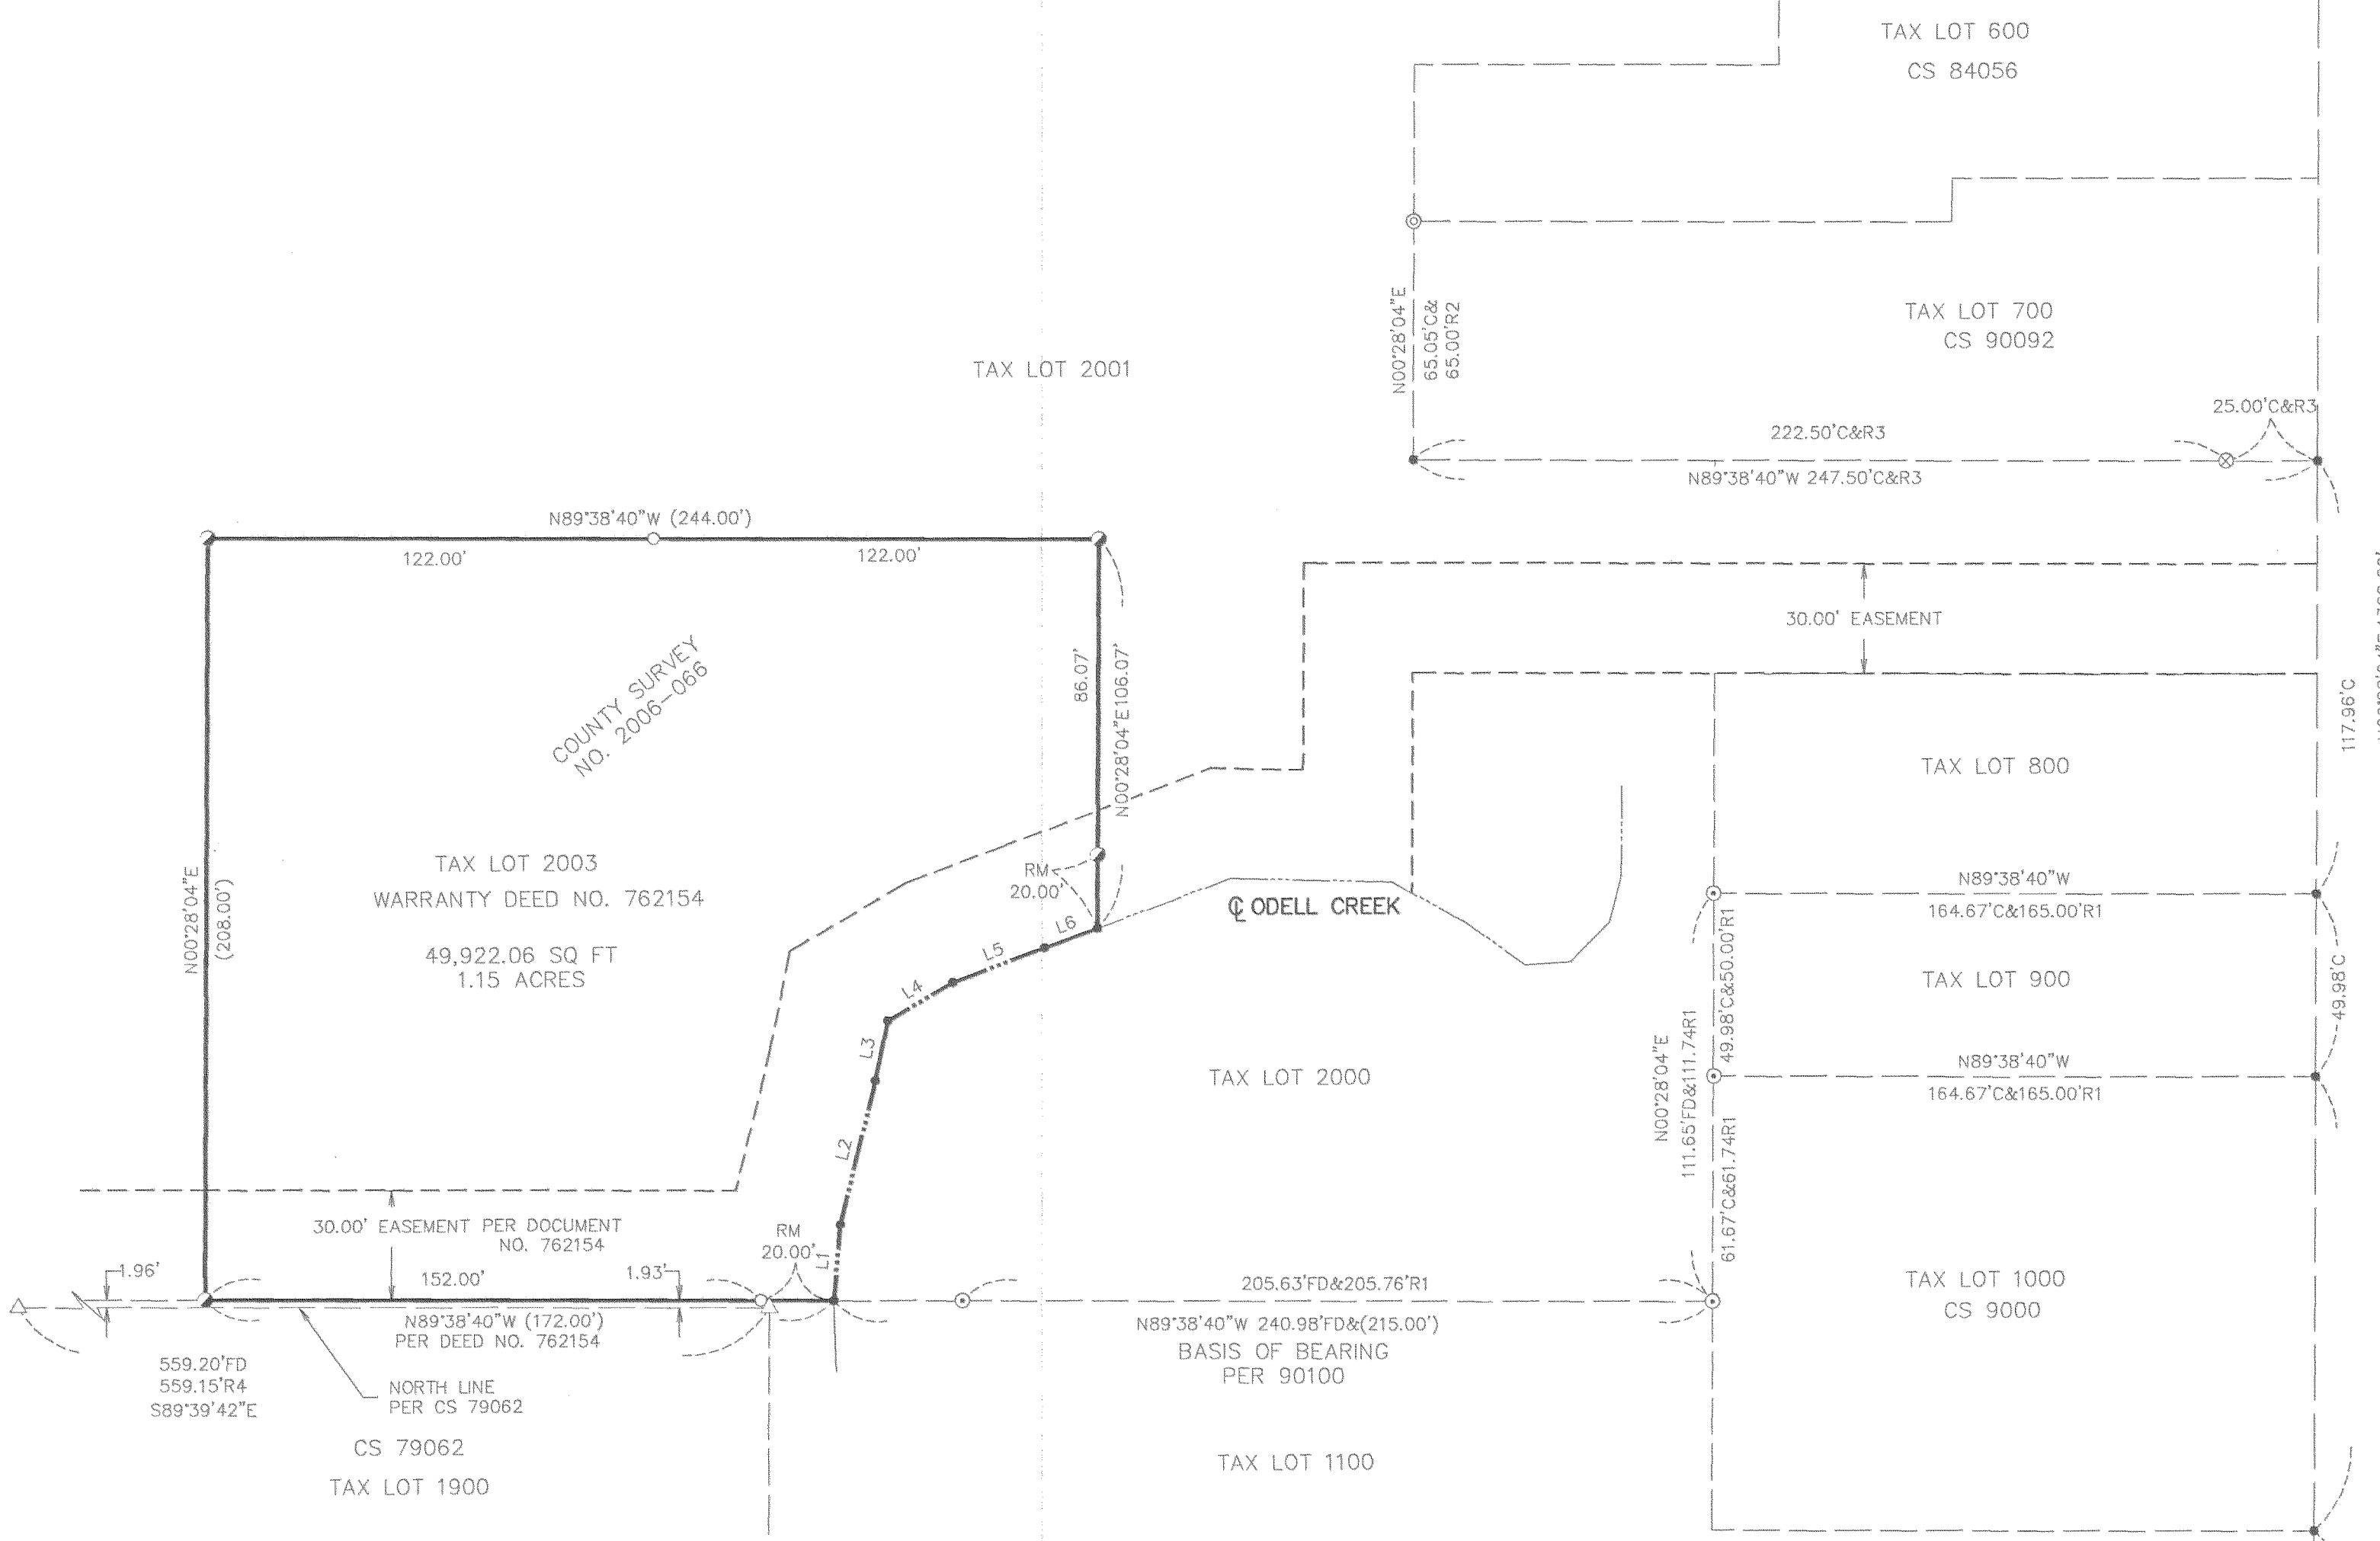 TAX LOT 600
CS 84056
TAX LOT 700
CS 90092
N00°28'04"E
65.05'C&
65.00'R2
TAX LOT 2001
25.00'C&R3
222.50'C&R3
N89°38'40"W 247.50'C&R3
N89°38'40"W (244.00')
122.00'
122.00'
30.00' EASEMENT
COUNTY SURVEY
NO. 2006-066
86.07'
N00°28'04"E106.07'
117.96'C
TAX LOT 800
TAX LOT 2003
WARRANTY DEED NO. 762154
49,922.06 SQ FT
1.15 ACRES
N00°28'04"E
(208.00')
RM
20.00'
L6
L5
L4
L3
L2
L1
℄ ODELL CREEK
N89°38'40"W
164.67'C&165.00'R1
49.98'C&50.00'R1
TAX LOT 900
49.98'C
N89°38'40"W
164.67'C&165.00'R1
TAX LOT 2000
N00°28'04"E
111.65'FD&111.74R1
61.67'C&61.74R1
30.00' EASEMENT PER DOCUMENT
NO. 762154
RM
20.00'
1.96'
152.00'
1.93'
N89°38'40"W (172.00')
PER DEED NO. 762154
205.63'FD&205.76'R1
N89°38'40"W 240.98'FD&(215.00')
BASIS OF BEARING
PER 90100
TAX LOT 1000
CS 9000
559.20'FD
559.15'R4
S89°39'42"E
NORTH LINE
PER CS 79062
CS 79062
TAX LOT 1900
TAX LOT 1100